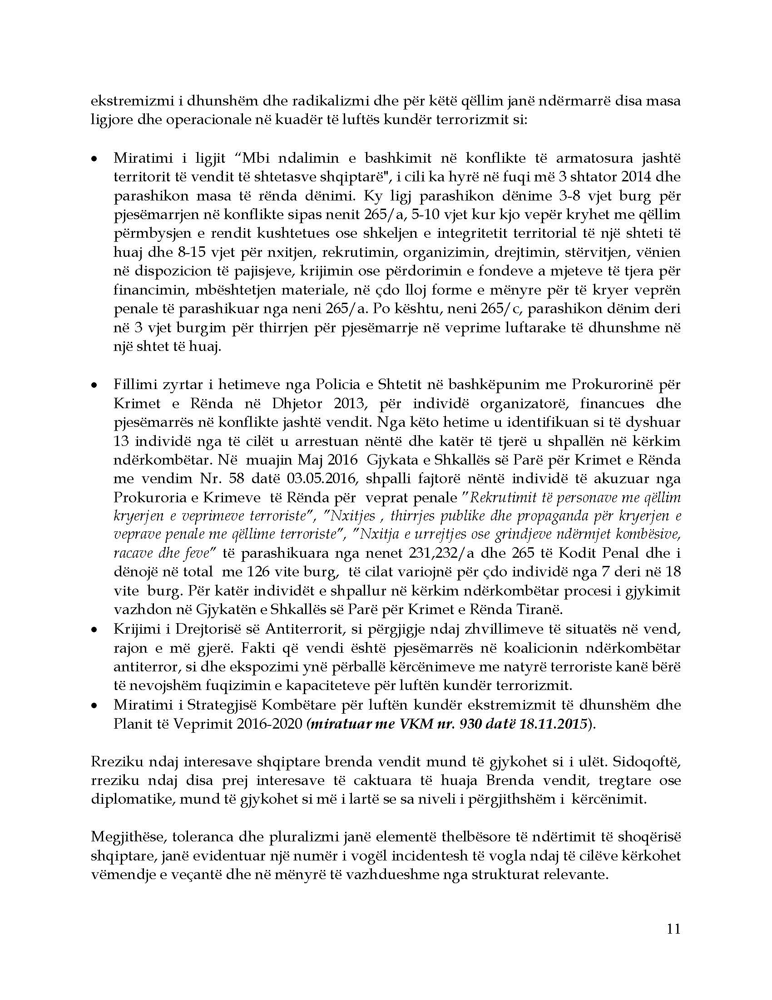 ekstremizmi i dhunshëm dhe radikalizmi dhe për këtë qëllim janë ndërmarrë disa masa
ligjore dhe operacionale në kuadër të luftës kundër terrorizmit si:
• Miratimi i ligjit “Mbi ndalimin e bashkimit në konflikte të armatosura jashtë
territorit të vendit të shtetasve shqiptarë", i cili ka hyrë në fuqi më 3 shtator 2014 dhe
parashikon masa të rënda dënimi. Ky ligj parashikon dënime 3-8 vjet burg për
pjesëmarrjen në konflikte sipas nenit 265/a, 5-10 vjet kur kjo vepër kryhet me qëllim
përmbysjen e rendit kushtetues ose shkeljen e integritetit territorial të një shteti të
huaj dhe 8-15 vjet për nxitjen, rekrutimin, organizimin, drejtimin, stërvitjen, vënien
në dispozicion të pajisjeve, krijimin ose përdorimin e fondeve a mjeteve të tjera për
financimin, mbështetjen materiale, në çdo lloj forme e mënyre për të kryer veprën
penale të parashikuar nga neni 265/a. Po kështu, neni 265/c, parashikon dënim deri
në 3 vjet burgim për thirrjen për pjesëmarrje në veprime luftarake të dhunshme në
një shtet të huaj.
• Fillimi zyrtar i hetimeve nga Policia e Shtetit në bashkëpunim me Prokurorinë për
Krimet e Rënda në Dhjetor 2013, për individë organizatorë, financues dhe
pjesëmarrës në konflikte jashtë vendit. Nga këto hetime u identifikuan si të dyshuar
13 individë nga të cilët u arrestuan nëntë dhe katër të tjerë u shpallën në kërkim
ndërkombëtar. Në muajin Maj 2016 Gjykata e Shkallës së Parë për Krimet e Rënda
me vendim Nr. 58 datë 03.05.2016, shpalli fajtorë nëntë individë të akuzuar nga
Prokuroria e Krimeve të Rënda për veprat penale ”Rekrutimit të personave me qëllim
kryerjen e veprimeve terroriste”, ”Nxitjes , thirrjes publike dhe propaganda për kryerjen e
veprave penale me qëllime terroriste”, ”Nxitja e urrejtjes ose grindjeve ndërmjet kombësive,
racave dhe feve” të parashikuara nga nenet 231,232/a dhe 265 të Kodit Penal dhe i
dënojë në total me 126 vite burg, të cilat variojnë për çdo individë nga 7 deri në 18
vite burg. Për katër individët e shpallur në kërkim ndërkombëtar procesi i gjykimit
vazhdon në Gjykatën e Shkallës së Parë për Krimet e Rënda Tiranë.
• Krijimi i Drejtorisë së Antiterrorit, si përgjigje ndaj zhvillimeve të situatës në vend,
rajon e më gjerë. Fakti që vendi është pjesëmarrës në koalicionin ndërkombëtar
antiterror, si dhe ekspozimi ynë përballë kërcënimeve me natyrë terroriste kanë bërë
të nevojshëm fuqizimin e kapaciteteve për luftën kundër terrorizmit.
• Miratimi i Strategjisë Kombëtare për luftën kundër ekstremizmit të dhunshëm dhe
Planit të Veprimit 2016-2020 (miratuar me VKM nr. 930 datë 18.11.2015).
Rreziku ndaj interesave shqiptare brenda vendit mund të gjykohet si i ulët. Sidoqoftë,
rreziku ndaj disa prej interesave të caktuara të huaja Brenda vendit, tregtare ose
diplomatike, mund të gjykohet si më i lartë se sa niveli i përgjithshëm i kërcënimit.
Megjithëse, toleranca dhe pluralizmi janë elementë thelbësore të ndërtimit të shoqërisë
shqiptare, janë evidentuar një numër i vogël incidentesh të vogla ndaj të cilëve kërkohet
vëmendje e veçantë dhe në mënyrë të vazhdueshme nga strukturat relevante.
11